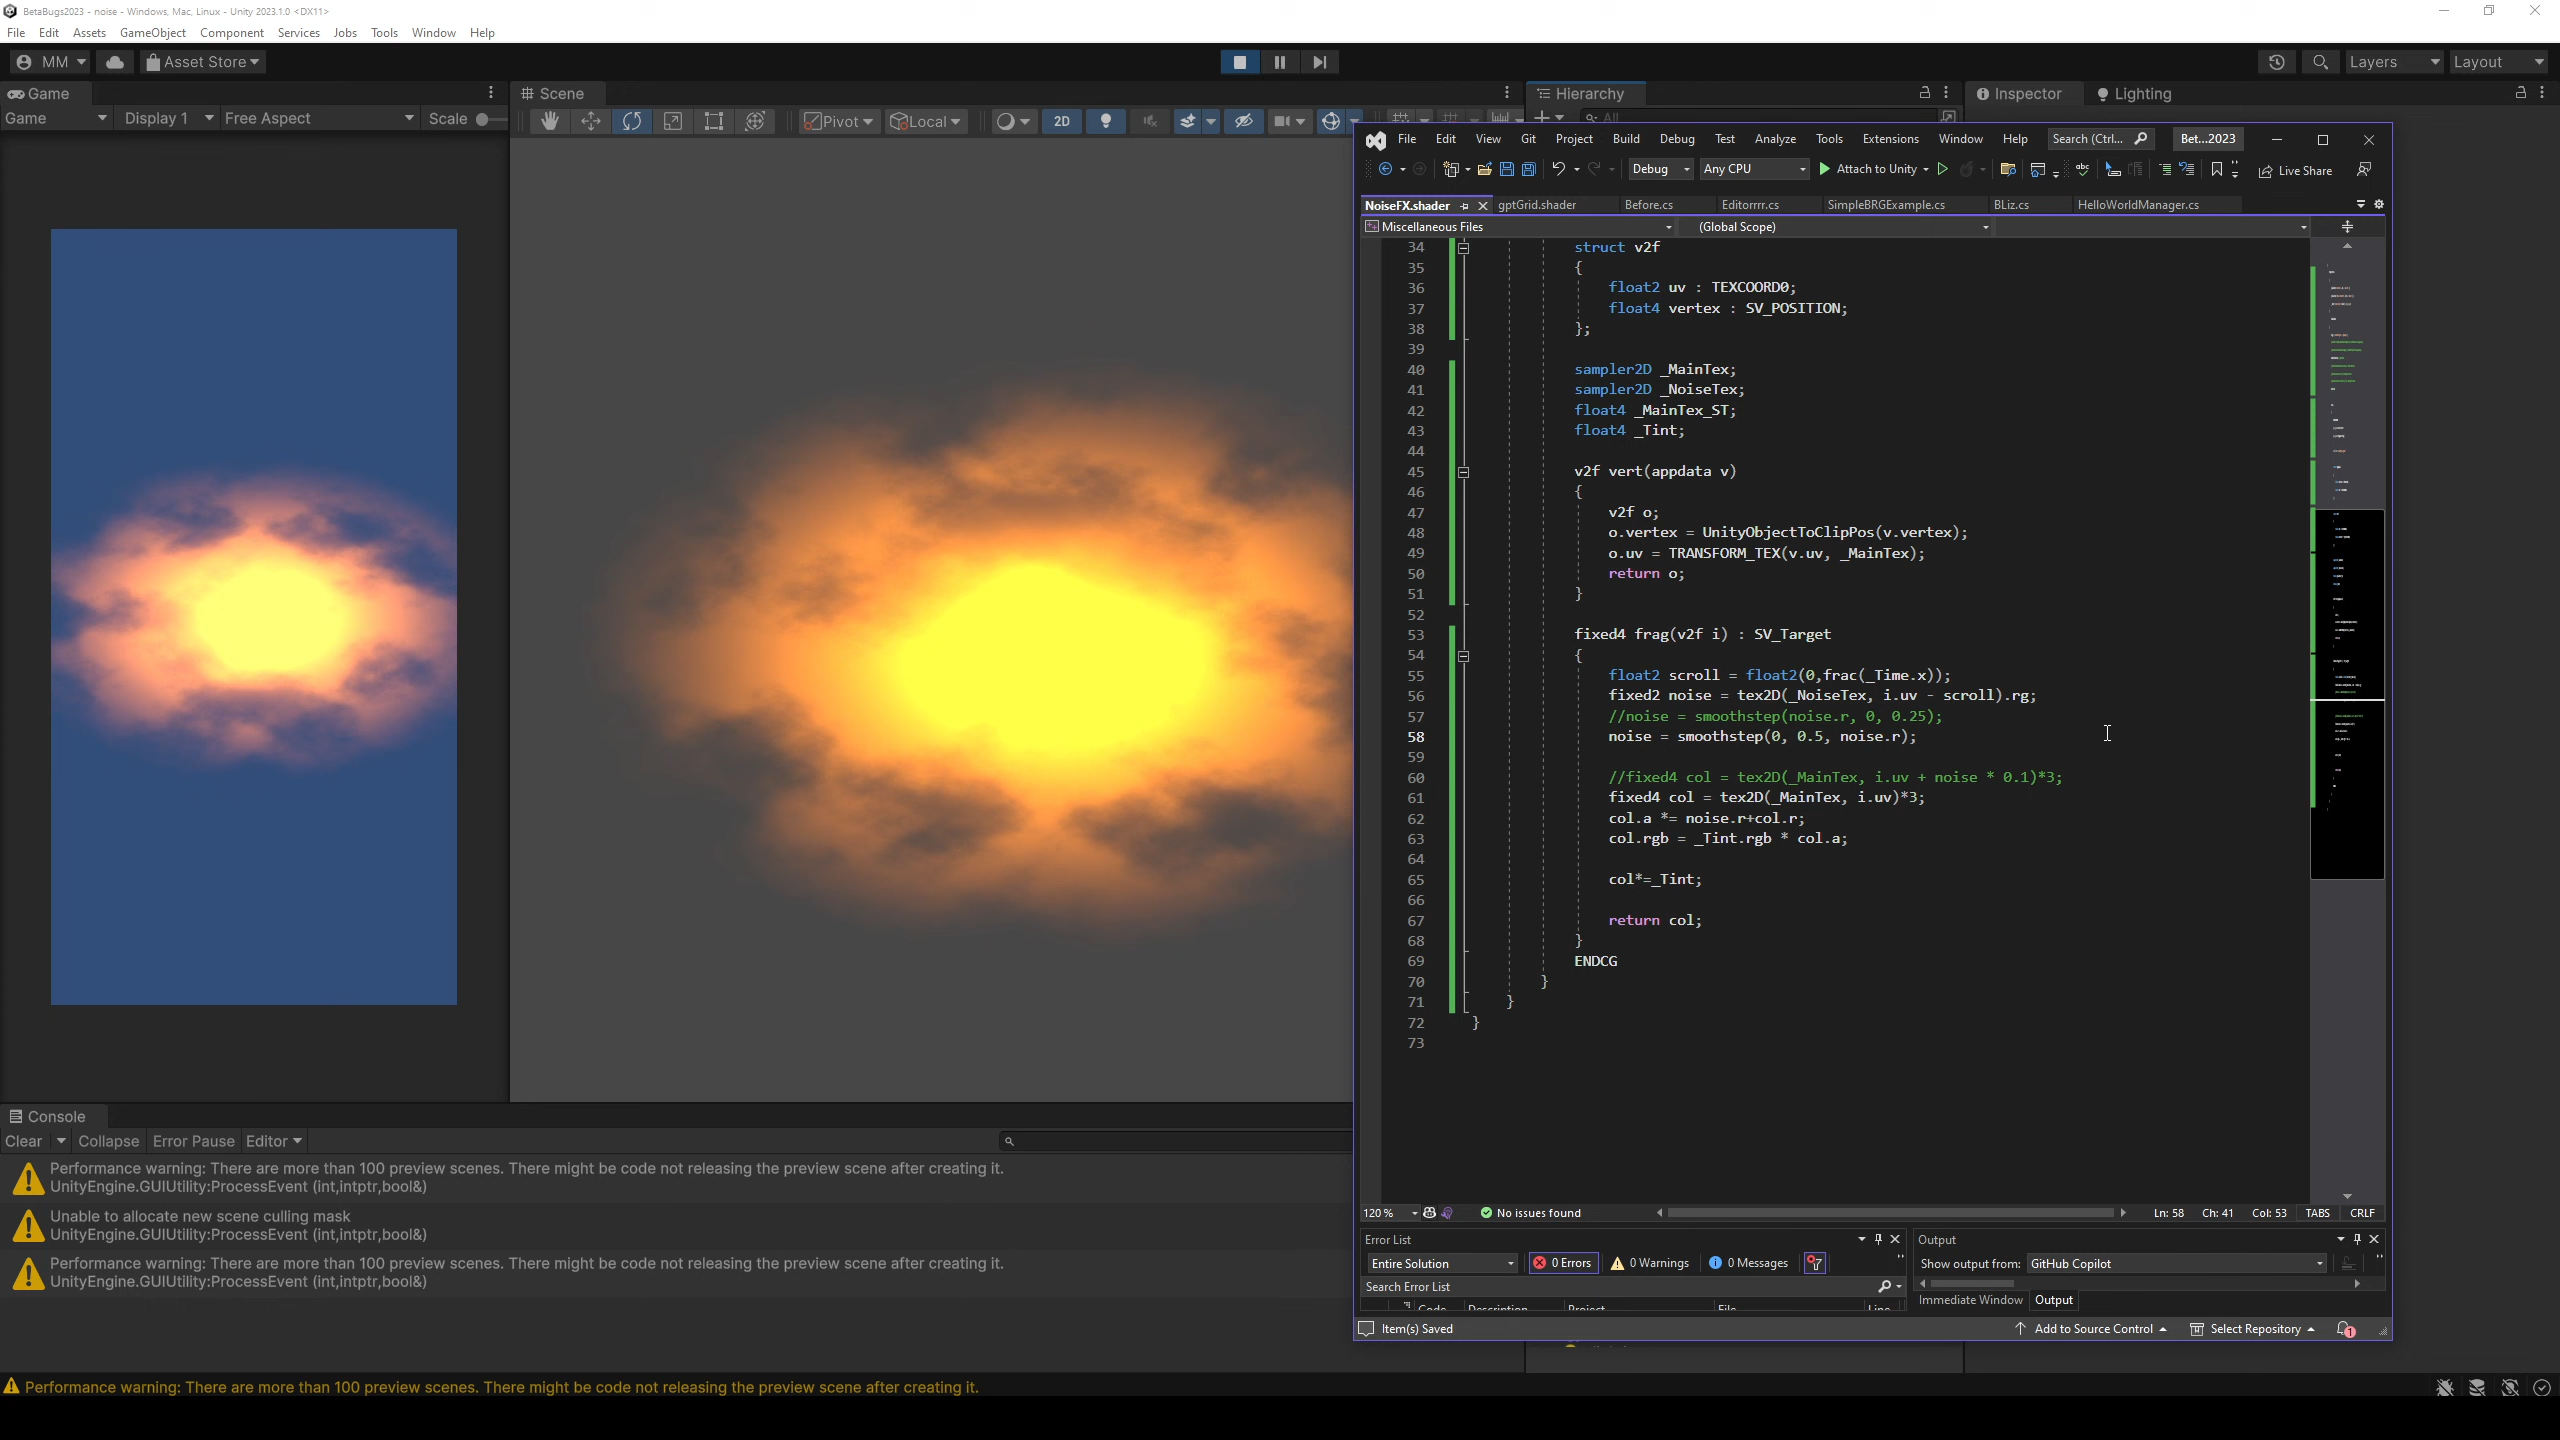 BetaBugs2023 - noise - Windows, Mac, Linux - Unity 2023.1.0 <DX11>
File Edit Assets GameObject Component Services Jobs Tools Window Help
MM Asset Store Layers Layout
Game Scene Hierarchy Inspector Lighting
Game Display 1 Free Aspect Scale Pivot Local 2D All
File Edit View Git Project Build Debug Test Analyze Tools Extensions Window Help Search (Ctrl... Bet...2023
Debug Any CPU Attach to Unity Live Share
NoiseFX.shader gptGrid.shader Before.cs Editorrrr.cs SimpleBRGExample.cs BLiz.cs HelloWorldManager.cs
Miscellaneous Files (Global Scope)
34 struct v2f
35 {
36 float2 uv : TEXCOORD0;
37 float4 vertex : SV_POSITION;
38 };
39
40 sampler2D _MainTex;
41 sampler2D _NoiseTex;
42 float4 _MainTex_ST;
43 float4 _Tint;
44
45 v2f vert(appdata v)
46 {
47 v2f o;
48 o.vertex = UnityObjectToClipPos(v.vertex);
49 o.uv = TRANSFORM_TEX(v.uv, _MainTex);
50 return o;
51 }
52
53 fixed4 frag(v2f i) : SV_Target
54 {
55 float2 scroll = float2(0,frac(_Time.x));
56 fixed2 noise = tex2D(_NoiseTex, i.uv - scroll).rg;
57 //noise = smoothstep(noise.r, 0, 0.25);
58 noise = smoothstep(0, 0.5, noise.r);
59
60 //fixed4 col = tex2D(_MainTex, i.uv + noise * 0.1)*3;
61 fixed4 col = tex2D(_MainTex, i.uv)*3;
62 col.a *= noise.r+col.r;
63 col.rgb = _Tint.rgb * col.a;
64
65 col*=_Tint;
66
67 return col;
68 }
69 ENDCG
70 }
71 }
72 }
73
120 % No issues found Ln: 58 Ch: 41 Col: 53 TABS CRLF
Error List Output
Entire Solution 0 Errors 0 Warnings 0 Messages Show output from: GitHub Copilot
Search Error List
Code Description Project File Line
Immediate Window Output
Item(s) Saved Add to Source Control Select Repository 1
Console
Clear Collapse Error Pause Editor
Performance warning: There are more than 100 preview scenes. There might be code not releasing the preview scene after creating it.
UnityEngine.GUIUtility:ProcessEvent (int,intptr,bool&)
Unable to allocate new scene culling mask
UnityEngine.GUIUtility:ProcessEvent (int,intptr,bool&)
Performance warning: There are more than 100 preview scenes. There might be code not releasing the preview scene after creating it.
UnityEngine.GUIUtility:ProcessEvent (int,intptr,bool&)
Performance warning: There are more than 100 preview scenes. There might be code not releasing the preview scene after creating it.